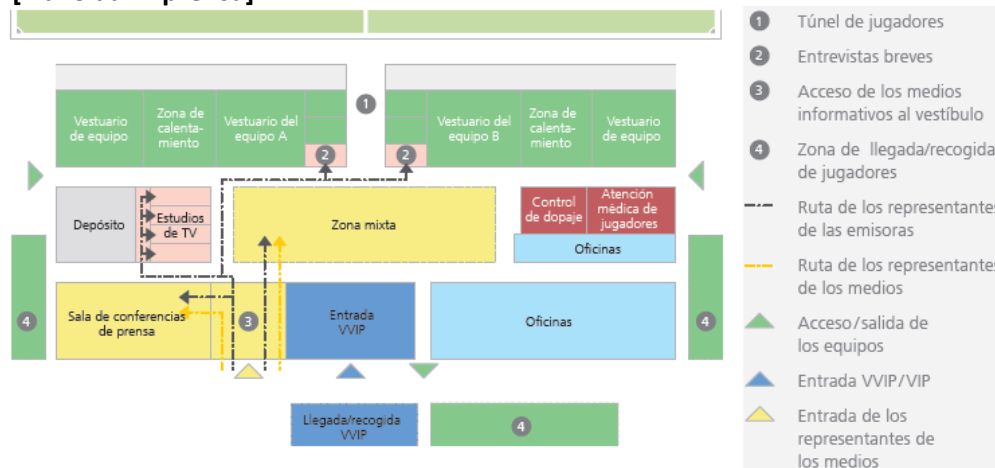 1 Túnel de jugadores
2 Entrevistas breves
3 Acceso de los medios
informativos al vestíbulo
4 Zona de llegada/recogida
de jugadores
Ruta de los representantes
de las emisoras
Ruta de los representantes
de los medios
Acceso/salida de
los equipos
Entrada VVIP/VIP
Entrada de los
representantes de
los medios
1
Vestuario
de equipo
Zona de
calenta-
miento
Vestuario del
equipo A
2
2
Vestuario del
equipo B
Zona de
calenta-
miento
Vestuario
de equipo
Depósito
Estudios
de TV
Zona mixta
Control
de dopaje
Atención
médica de
jugadores
Oficinas
4
Sala de conferencias
de prensa
3
Entrada
VVIP
Oficinas
4
Llegada/recogida
VVIP
4